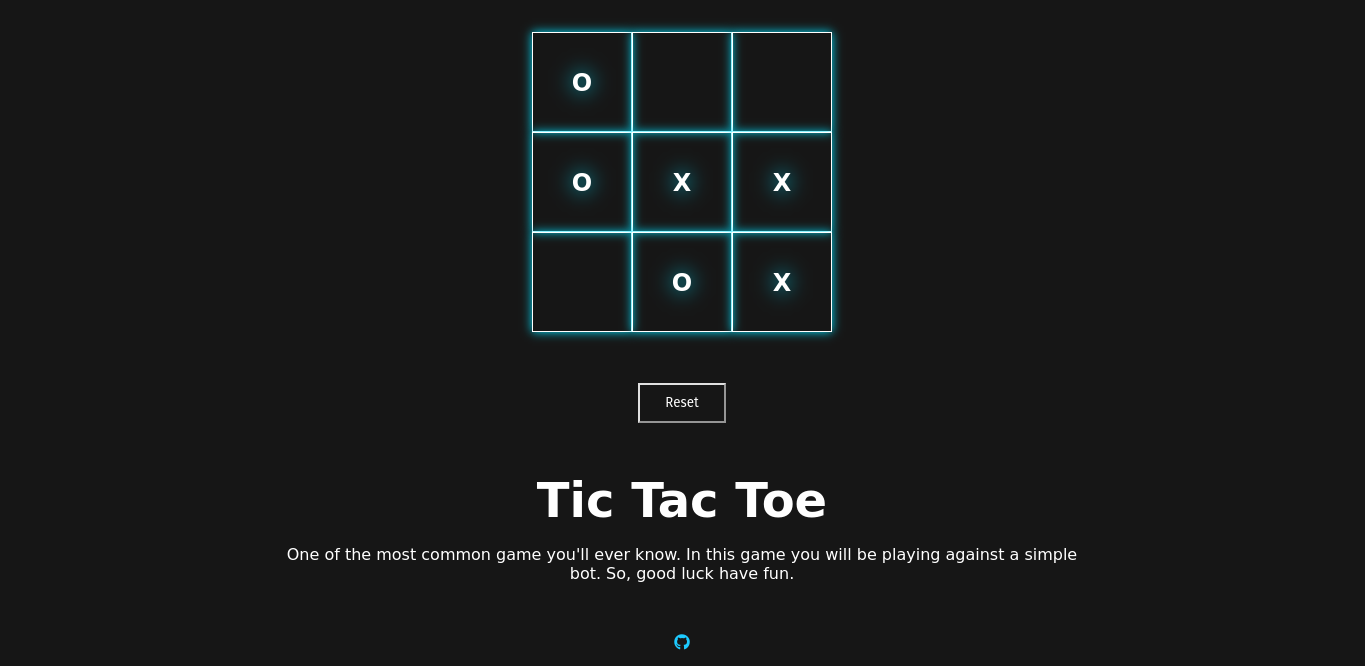 O
O X X
O X
Reset
Tic Tac Toe
One of the most common game you'll ever know. In this game you will be playing against a simple
bot. So, good luck have fun.